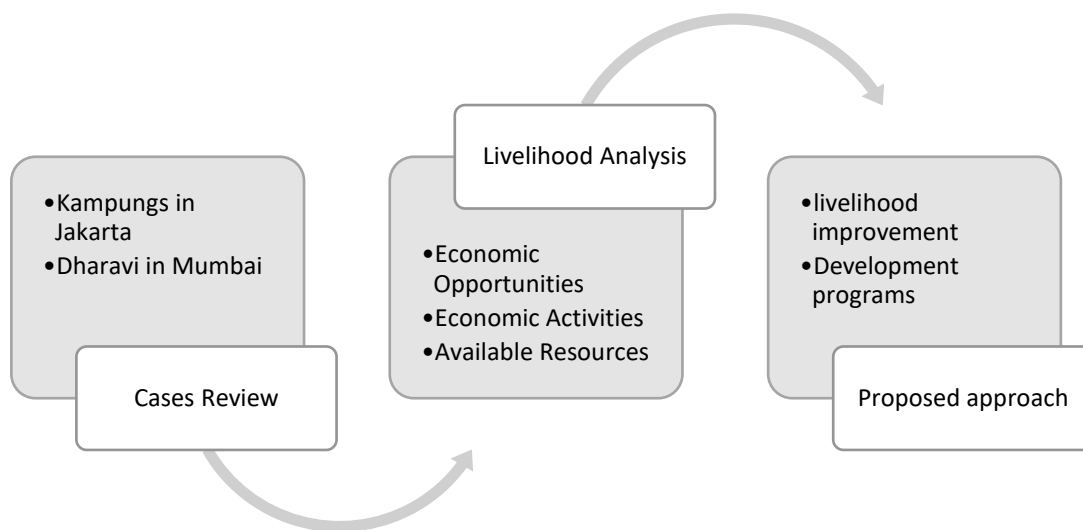 •Kampungs in
Jakarta
•Dharavi in Mumbai
Cases Review
Livelihood Analysis
•Economic
Opportunities
•Economic Activities
•Available Resources
•livelihood
improvement
•Development
programs
Proposed approach